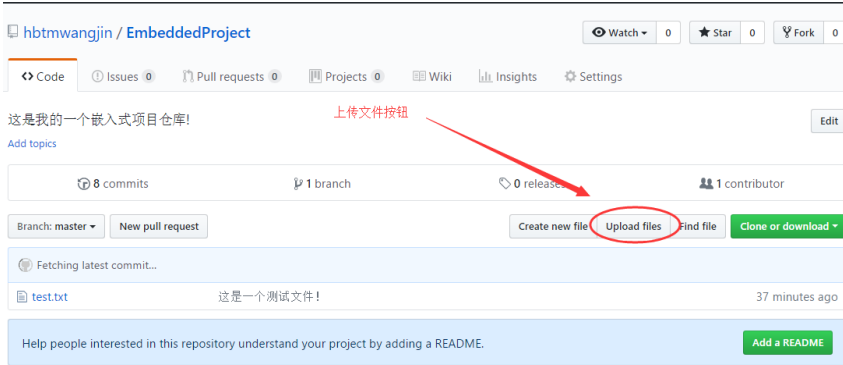 hbtmwangjin / EmbeddedProject
Watch 0 Star 0 Fork 0
Code Issues 0 Pull requests 0 Projects 0 Wiki Insights Settings
上传文件按钮
这是我的一个嵌入式项目仓库!
Edit
Add topics
8 commits 1 branch 0 releases 1 contributor
Branch: master New pull request Create new file Upload files Find file Clone or download
Fetching latest commit...
test.txt 这是一个测试文件! 37 minutes ago
Help people interested in this repository understand your project by adding a README. Add a README